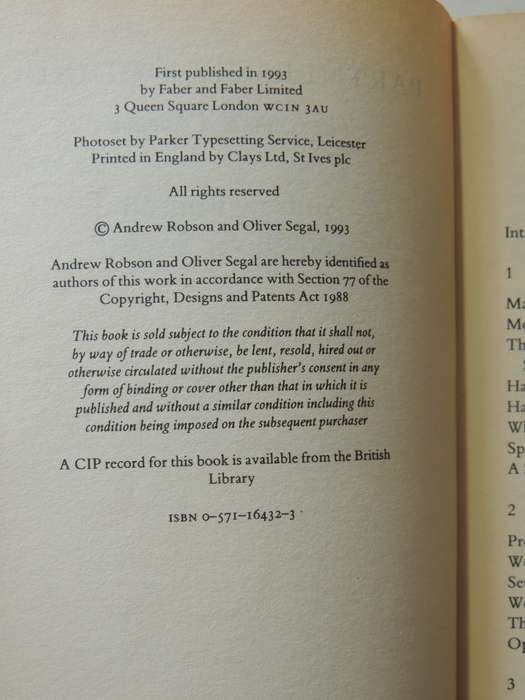 First published in 1993
by Faber and Faber Limited
3 Queen Square London WC1N 3AU
Photoset by Parker Typesetting Service, Leicester
Printed in England by Clays Ltd, St Ives plc
All rights reserved
© Andrew Robson and Oliver Segal, 1993
Andrew Robson and Oliver Segal are hereby identified as
authors of this work in accordance with Section 77 of the
Copyright, Designs and Patents Act 1988
This book is sold subject to the condition that it shall not,
by way of trade or otherwise, be lent, resold, hired out or
otherwise circulated without the publisher's consent in any
form of binding or cover other than that in which it is
published and without a similar condition including this
condition being imposed on the subsequent purchaser
A CIP record for this book is available from the British
Library
ISBN 0–571–16432–3
1
2
3